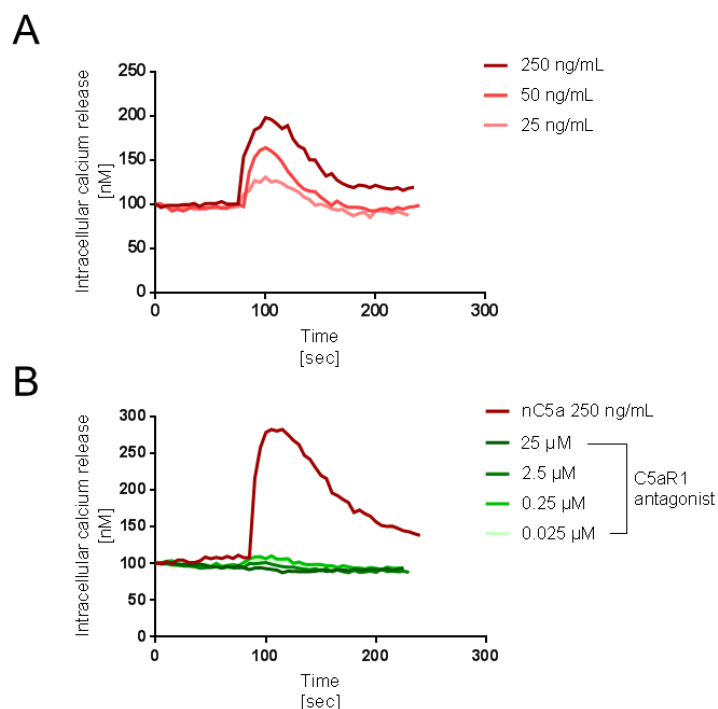 A
Intracellular calcium release
[nM]
250
200
150
100
50
0
0
100
200
300
Time
[sec]
250 ng/mL
50 ng/mL
25 ng/mL
B
Intracellular calcium release
[nM]
300
250
200
150
100
50
0
0
100
200
300
Time
[sec]
nC5a 250 ng/mL
25 µM
2.5 µM
0.25 µM
0.025 µM
C5aR1
antagonist